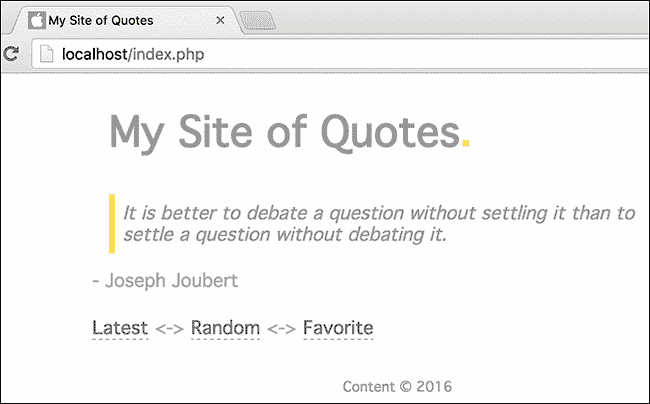 My Site of Quotes
localhost/index.php
My Site of Quotes.
It is better to debate a question without settling it than to
settle a question without debating it.
- Joseph Joubert
Latest <-> Random <-> Favorite
Content © 2016